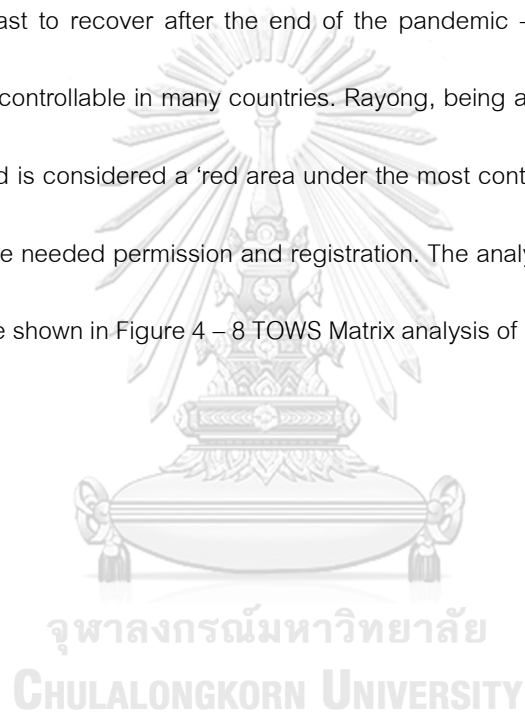 ast to recover after the end of the pandemic –
controllable in many countries. Rayong, being a
d is considered a 'red area under the most cont
e needed permission and registration. The analy
e shown in Figure 4 – 8 TOWS Matrix analysis of
จุฬาลงกรณ์มหาวิทยาลัย
CHULALONGKORN UNIVERSITY